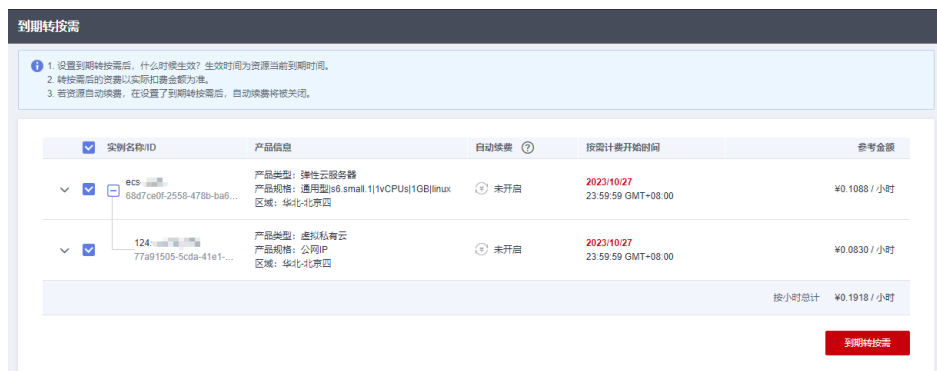 到期转按需
1. 设置到期转按需后，什么时候生效？生效时间为资源当前到期时间。
2. 转按需后的资费以实际扣费金额为准。
3. 若资源自动续费，在设置了到期转按需后，自动续费将被关闭。
实例名称/ID 产品信息 自动续费 按需计费开始时间 参考金额
ecs-
68d7ce0f-2558-478b-ba6...
产品类型：弹性云服务器
产品规格：通用型|s6.small.1|1vCPUs|1GB|linux
区域：华北-北京四
未开启
2023/10/27
23:59:59 GMT+08:00
¥0.1088 / 小时
124.
77a91505-5cda-41e1-...
产品类型：虚拟私有云
产品规格：公网IP
区域：华北-北京四
未开启
2023/10/27
23:59:59 GMT+08:00
¥0.0830 / 小时
按小时总计 ¥0.1918 / 小时
到期转按需